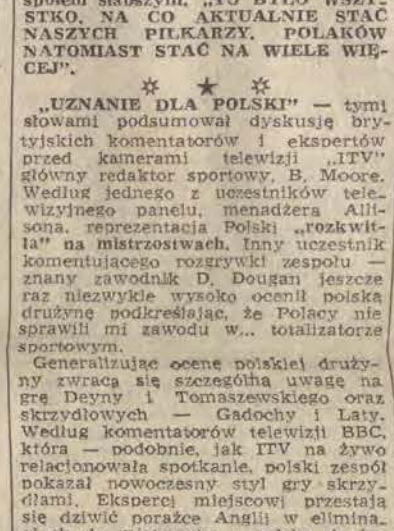 społem słabszym. „TO BYŁO WSZY-
STKO, NA CO AKTUALNIE STAĆ
NASZYCH PIŁKARZY. POLAKÓW
NATOMIAST STAĆ NA WIELE WIĘ-
CEJ”.
„UZNANIE DLA POLSKI” — tymi
słowami podsumował dyskusję bry-
tyjskich komentatorów i ekspertów
przed kamerami telewizji „ITV”
główny redaktor sportowy, B. Moore.
Według jednego z uczestników tele-
wizyjnego panelu, menadżera Alli-
sona, reprezentacja Polski „rozkwit-
ła” na mistrzostwach. Inny uczestnik
komentującego rozgrywki zespołu —
znany zawodnik D. Dougan jeszcze
raz niezwykle wysoko ocenił polską
drużynę podkreślając, że Polacy nie
sprawili mi zawodu w... totalizatorze
sportowym.
Generalizując ocenę polskiej druży-
ny zwraca się szczególną uwagę na
grę Deyny i Tomaszewskiego oraz
skrzydłowych — Gadochy i Laty.
Według komentatorów telewizji BBC,
która — podobnie, jak ITV na żywo
relacjonowała spotkanie, polski zespół
pokazał nowoczesny styl gry skrzy-
dłami. Eksperci miejscowi przestają
się dziwić porażce Anglii w elimina-